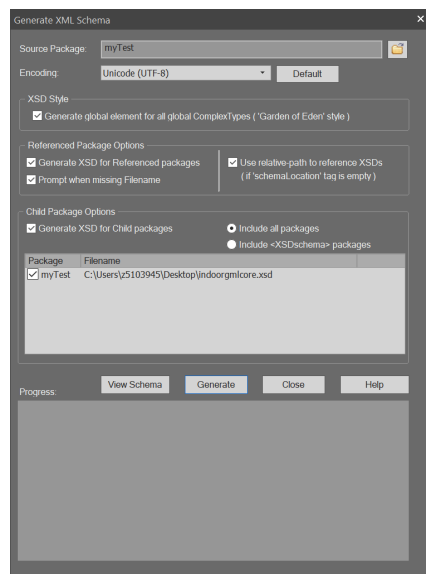 Generate XML Schema
Source Package: myTest
Encoding: Unicode (UTF-8) Default
XSD Style
Generate global element for all global ComplexTypes ( 'Garden of Eden' style )
Referenced Package Options
Generate XSD for Referenced packages
Prompt when missing Filename
Use relative-path to reference XSDs
( if 'schemaLocation' tag is empty )
Child Package Options
Generate XSD for Child packages
Include all packages
Include <XSDschema> packages
Package Filename
myTest C:\Users\z5103945\Desktop\indoorgmlcore.xsd
View Schema Generate Close Help
Progress: